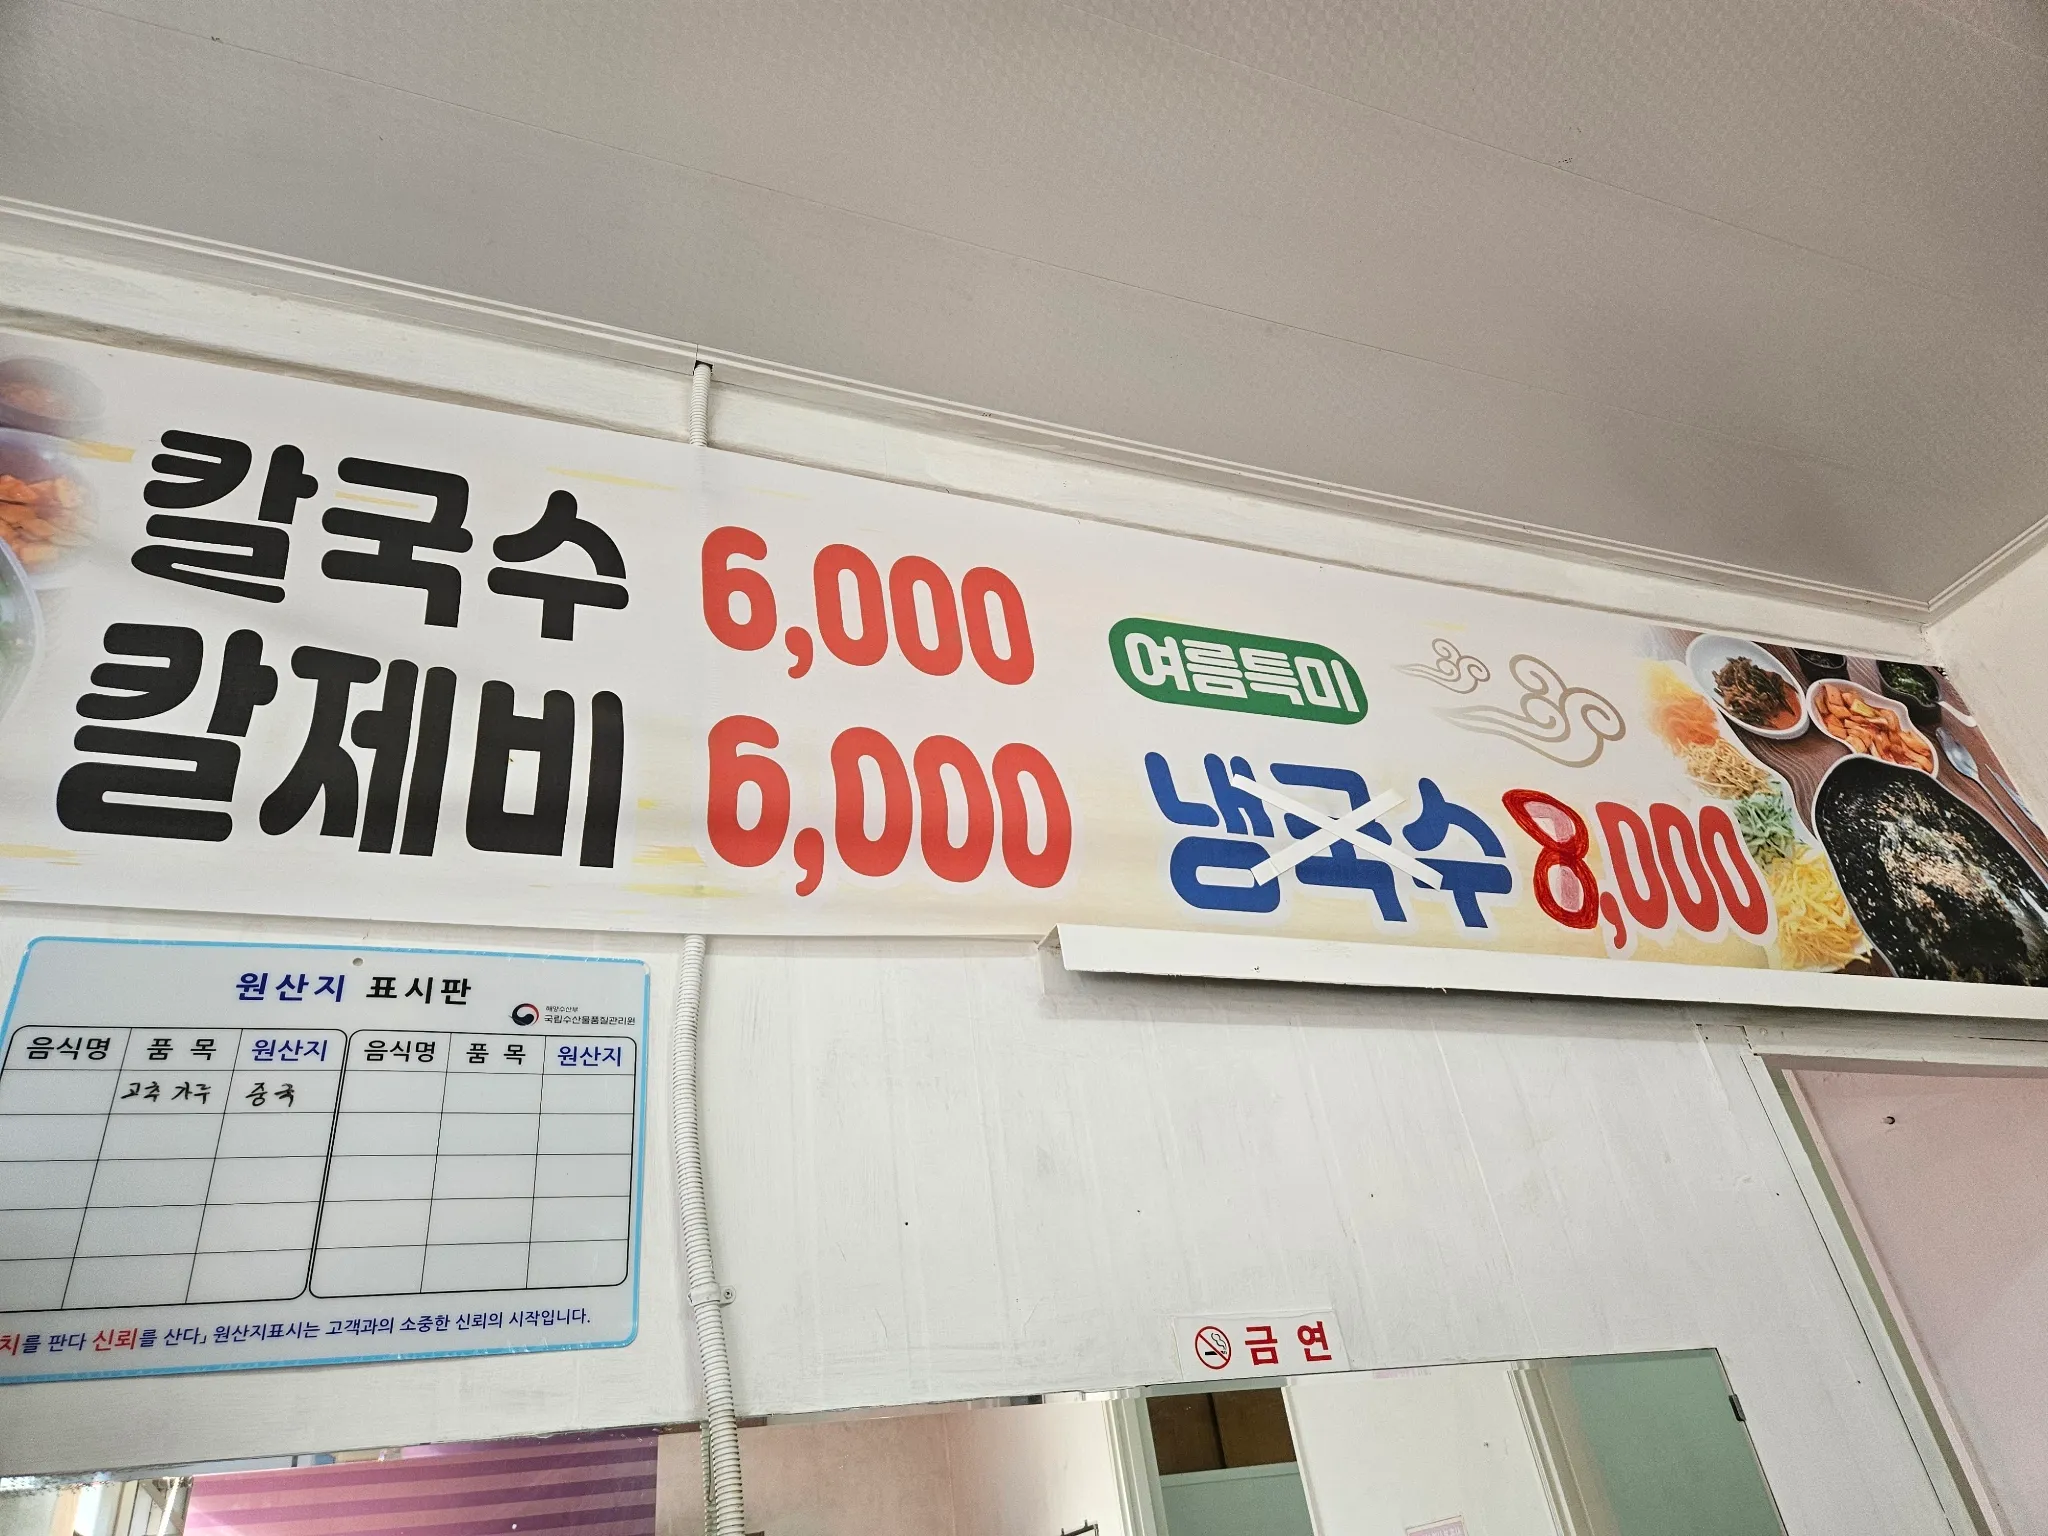 칼국수 6,000
칼제비 6,000
여름특미
냉국수 8,000
원산지 표시판
해양수산부
국립수산물품질관리원
음식명 품 목 원산지 음식명 품 목 원산지
고추가루 중국
치를 판다 신뢰를 산다」 원산지표시는 고객과의 소중한 신뢰의 시작입니다.
금 연